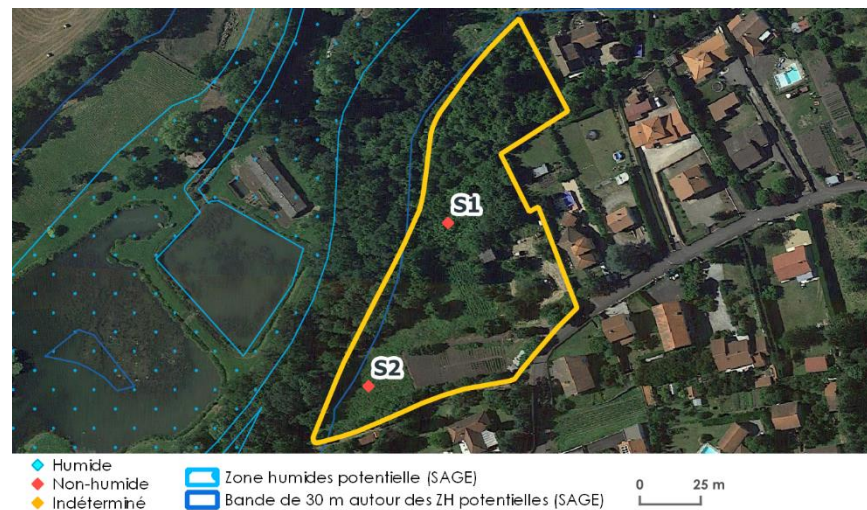 S1
S2
Humide
Non-humide
Indéterminé
Zone humides potentielle (SAGE)
Bande de 30 m autour des ZH potentielles (SAGE)
0 25 m